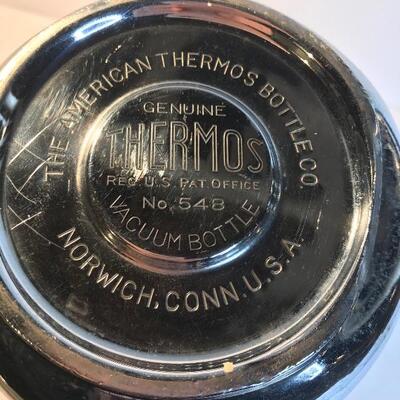 THE AMERICAN THERMOS BOTTLE CO.
GENUINE
THERMOS
REG. U.S. PAT. OFFICE
No. 548
VACUUM BOTTLE
NORWICH, CONN. U.S.A.